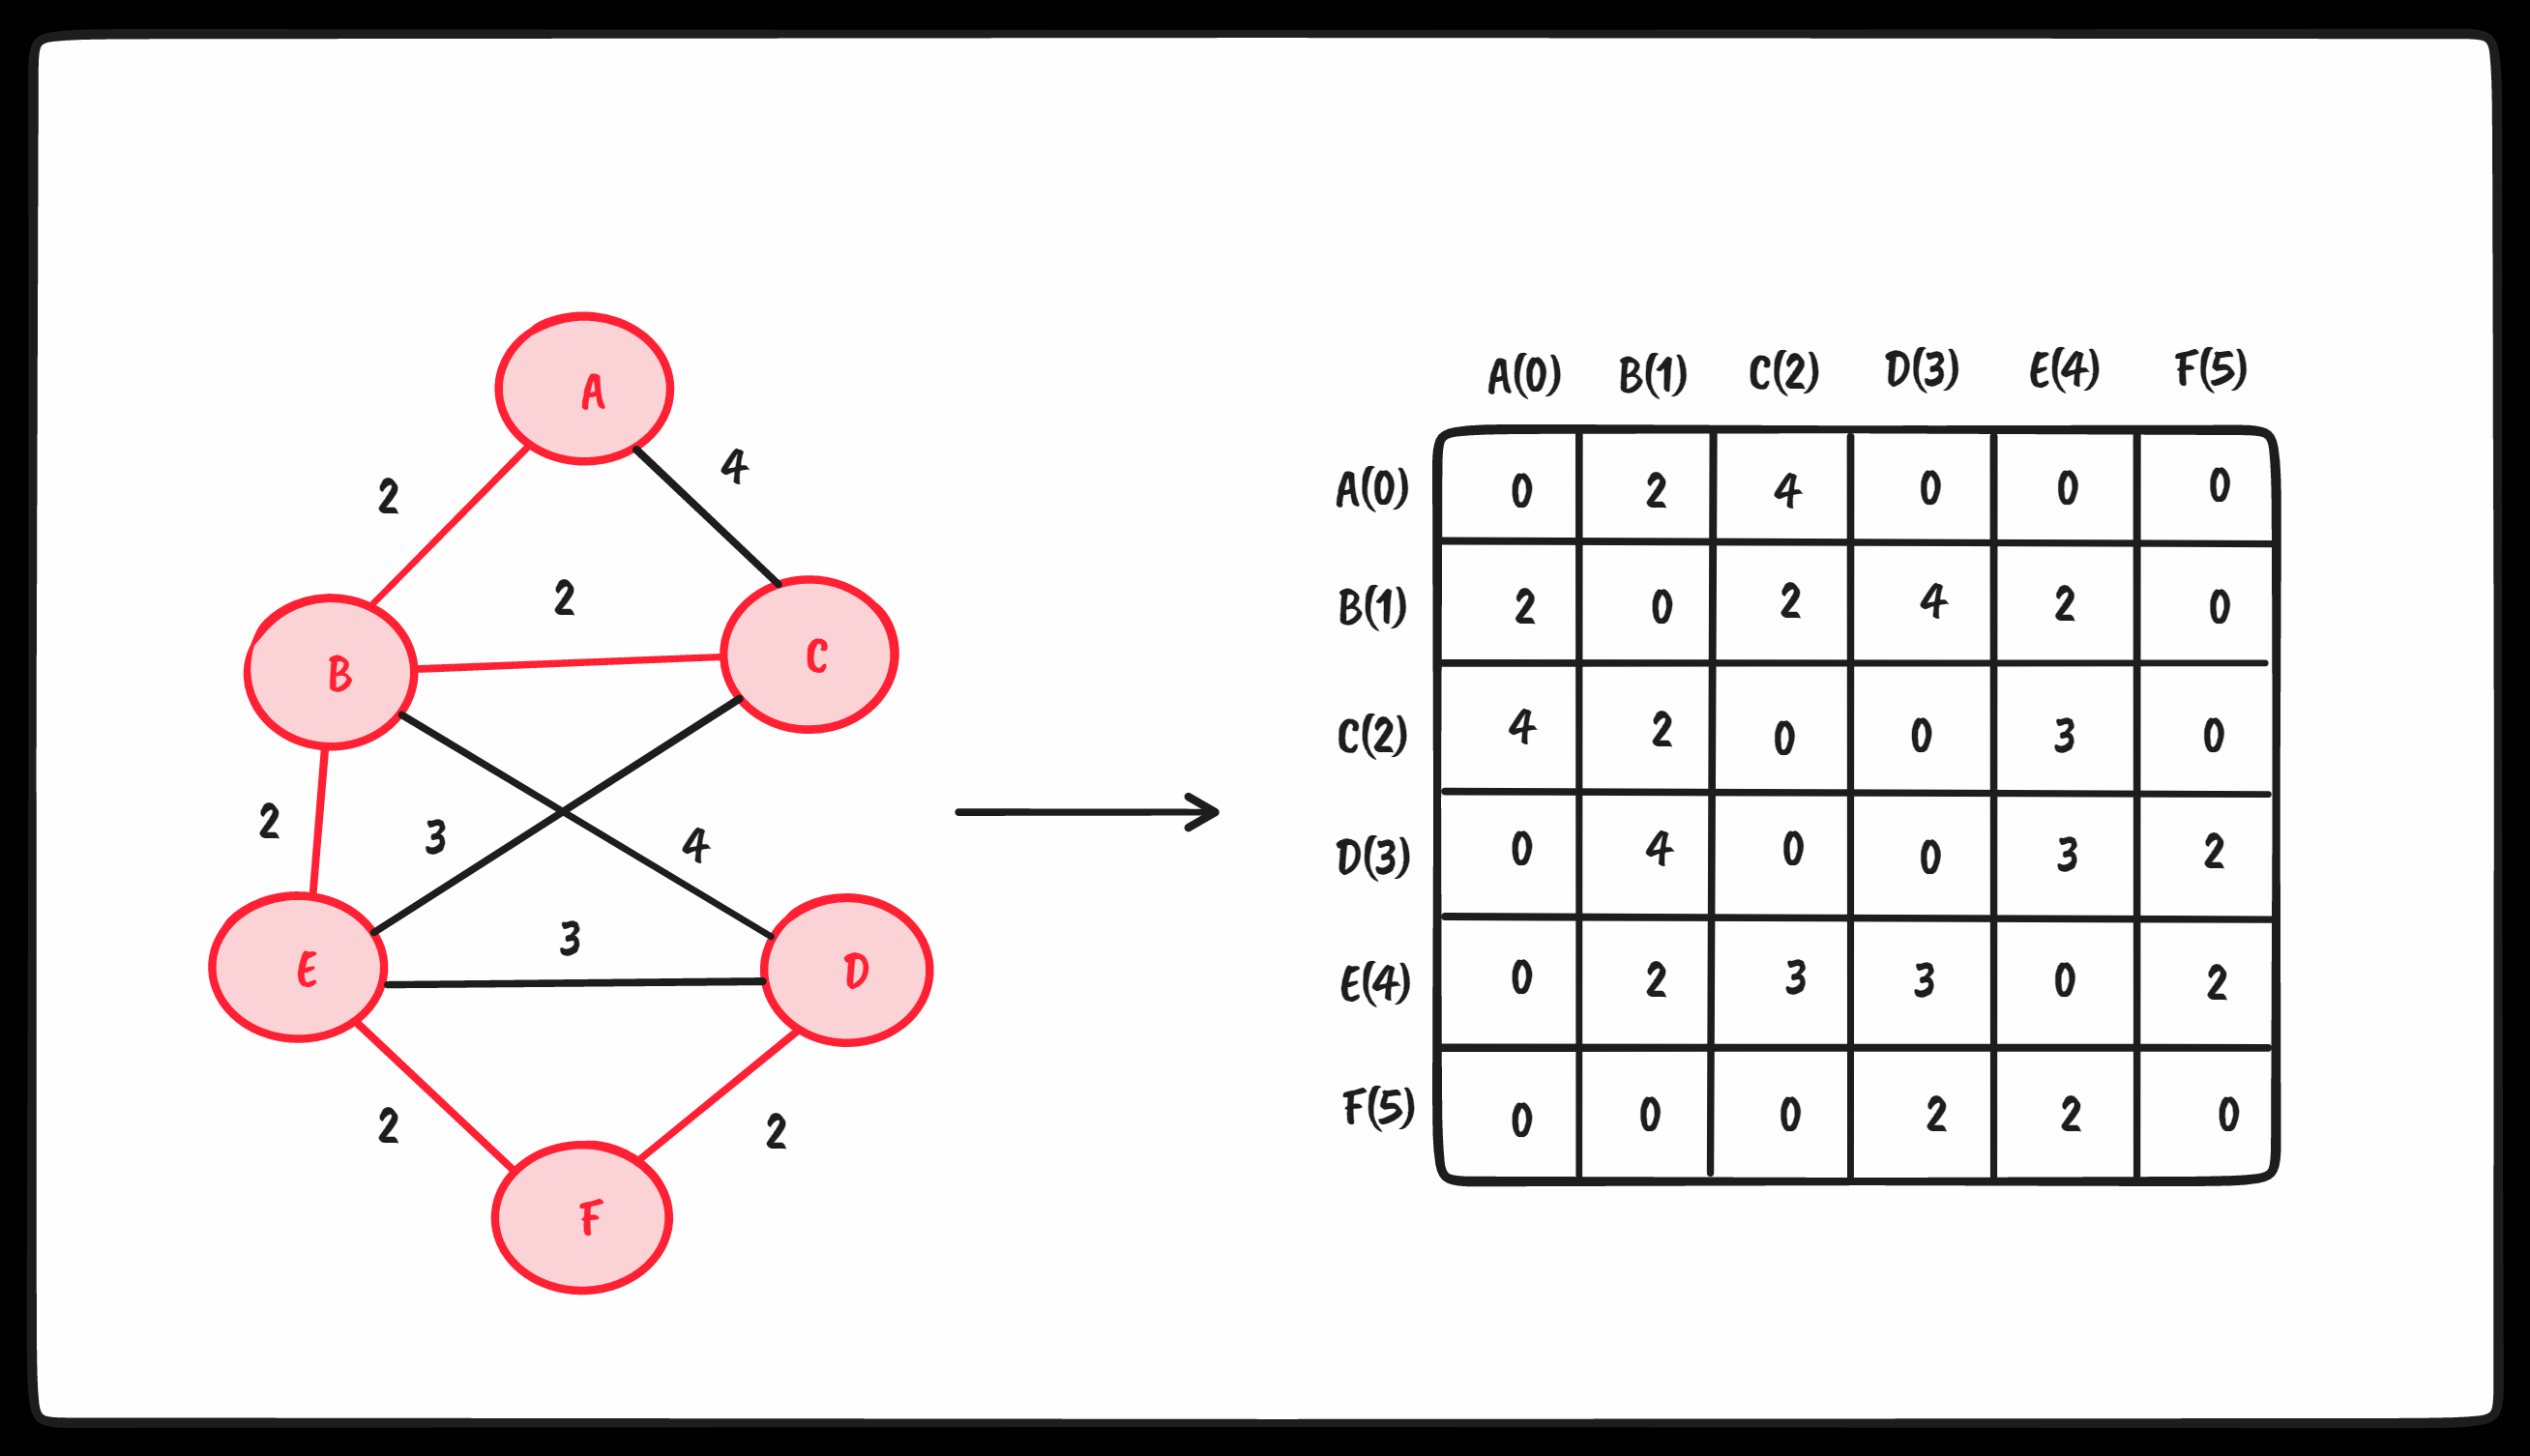 A
4
2
2
B
C
2
3
4
3
E
D
2
2
F
A(0) B(1) C(2) D(3) E(4) F(5)
A(0) 0 2 4 0 0 0
B(1) 2 0 2 4 2 0
C(2) 4 2 0 0 3 0
D(3) 0 4 0 0 3 2
E(4) 0 2 3 3 0 2
F(5) 0 0 0 2 2 0